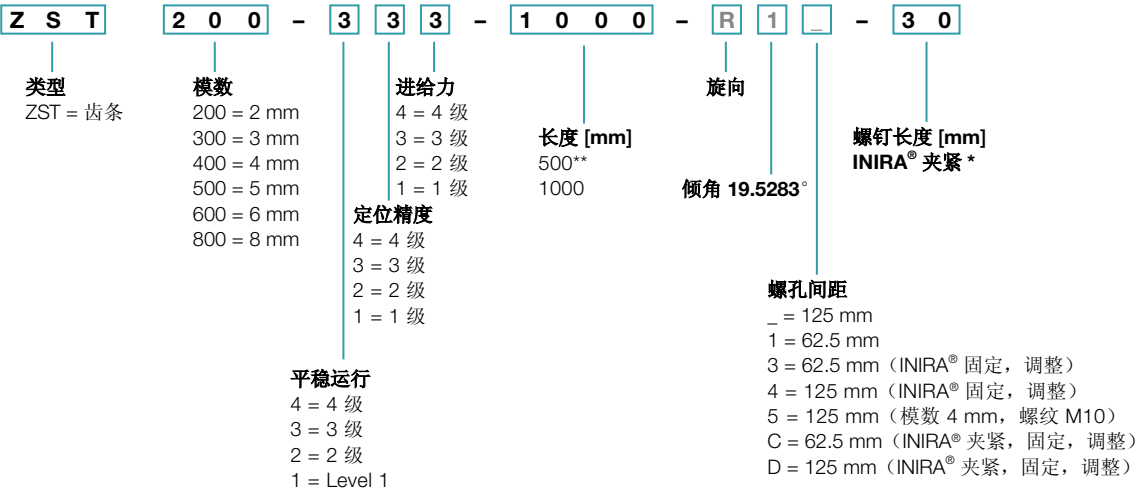 Z S T 2 0 0 – 3 3 3 – 1 0 0 0 – R 1 _ – 3 0
类型
ZST = 齿条
模数
200 = 2 mm
300 = 3 mm
400 = 4 mm
500 = 5 mm
600 = 6 mm
800 = 8 mm
进给力
4 = 4 级
3 = 3 级
2 = 2 级
1 = 1 级
定位精度
4 = 4 级
3 = 3 级
2 = 2 级
1 = 1 级
平稳运行
4 = 4 级
3 = 3 级
2 = 2 级
1 = Level 1
长度 [mm]
500**
1000
旋向
倾角 19.5283°
螺孔间距
_ = 125 mm
1 = 62.5 mm
3 = 62.5 mm（INIRA® 固定，调整）
4 = 125 mm（INIRA® 固定，调整）
5 = 125 mm（模数 4 mm，螺纹 M10）
C = 62.5 mm（INIRA® 夹紧，固定，调整）
D = 125 mm（INIRA® 夹紧，固定，调整）
螺钉长度 [mm]
INIRA® 夹紧 *